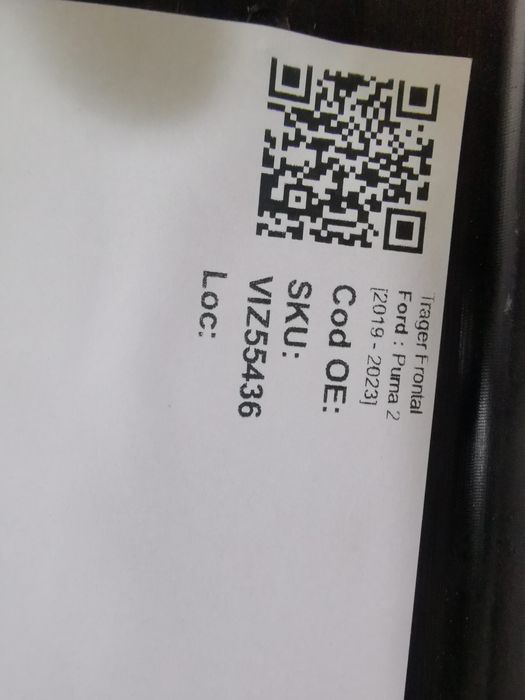 Trager Frontal
Ford : Puma 2
[2019 - 2023]
Cod OE:
SKU:
VIZ55436
Loc: